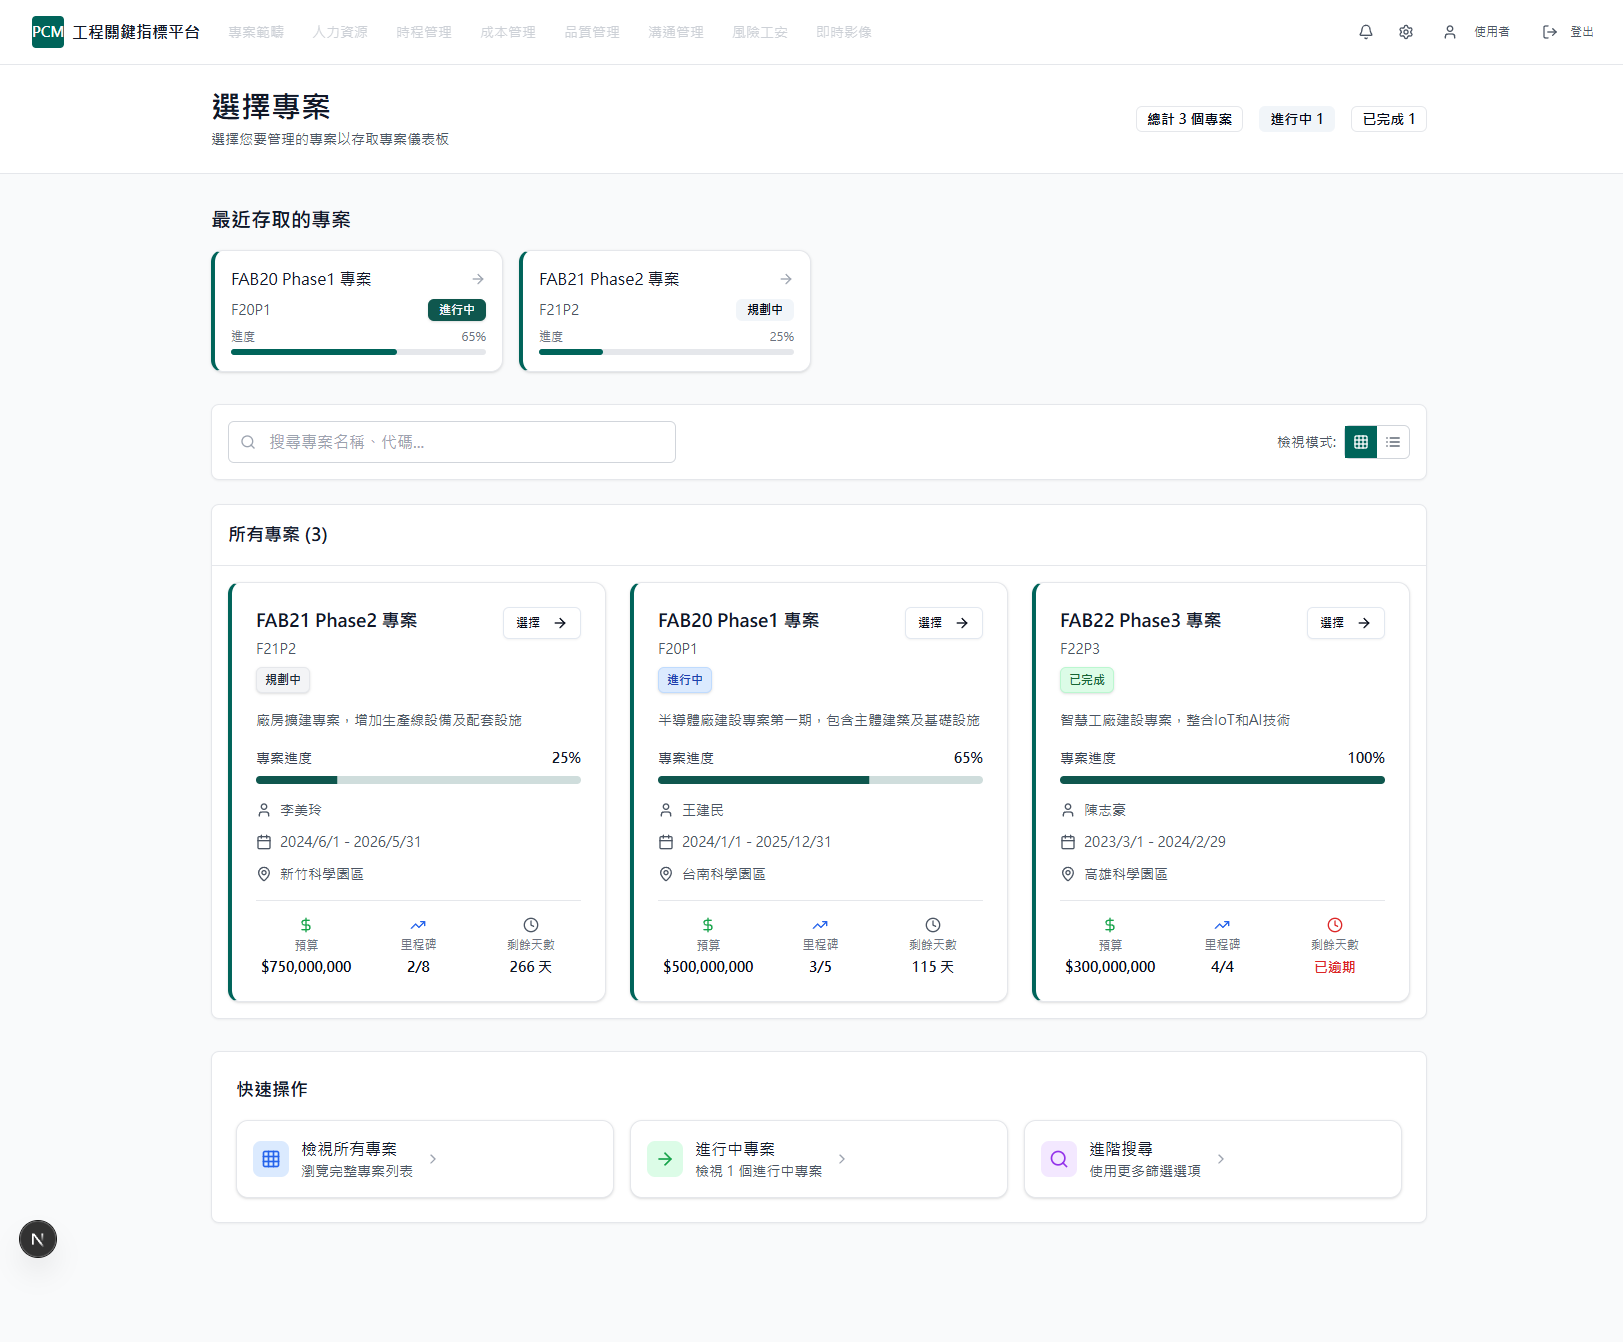 PCM 工程關鍵指標平台 專案範疇 人力資源 時程管理 成本管理 品質管理 溝通管理 風險工安 即時影像 使用者 登出
選擇專案
選擇您要管理的專案以存取專案儀表板
總計 3 個專案 進行中 1 已完成 1
最近存取的專案
FAB20 Phase1 專案
F20P1 進行中
進度 65%
FAB21 Phase2 專案
F21P2 規劃中
進度 25%
搜尋專案名稱、代碼...
檢視模式:
所有專案 (3)
FAB21 Phase2 專案 選擇
F21P2
規劃中
廠房擴建專案，增加生產線設備及配套設施
專案進度 25%
李美玲
2024/6/1 - 2026/5/31
新竹科學園區
預算 里程碑 剩餘天數
$750,000,000 2/8 266 天
FAB20 Phase1 專案 選擇
F20P1
進行中
半導體廠建設專案第一期，包含主體建築及基礎設施
專案進度 65%
王建民
2024/1/1 - 2025/12/31
台南科學園區
預算 里程碑 剩餘天數
$500,000,000 3/5 115 天
FAB22 Phase3 專案 選擇
F22P3
已完成
智慧工廠建設專案，整合IoT和AI技術
專案進度 100%
陳志豪
2023/3/1 - 2024/2/29
高雄科學園區
預算 里程碑 剩餘天數
$300,000,000 4/4 已逾期
快速操作
檢視所有專案
瀏覽完整專案列表
進行中專案
檢視 1 個進行中專案
進階搜尋
使用更多篩選選項
N